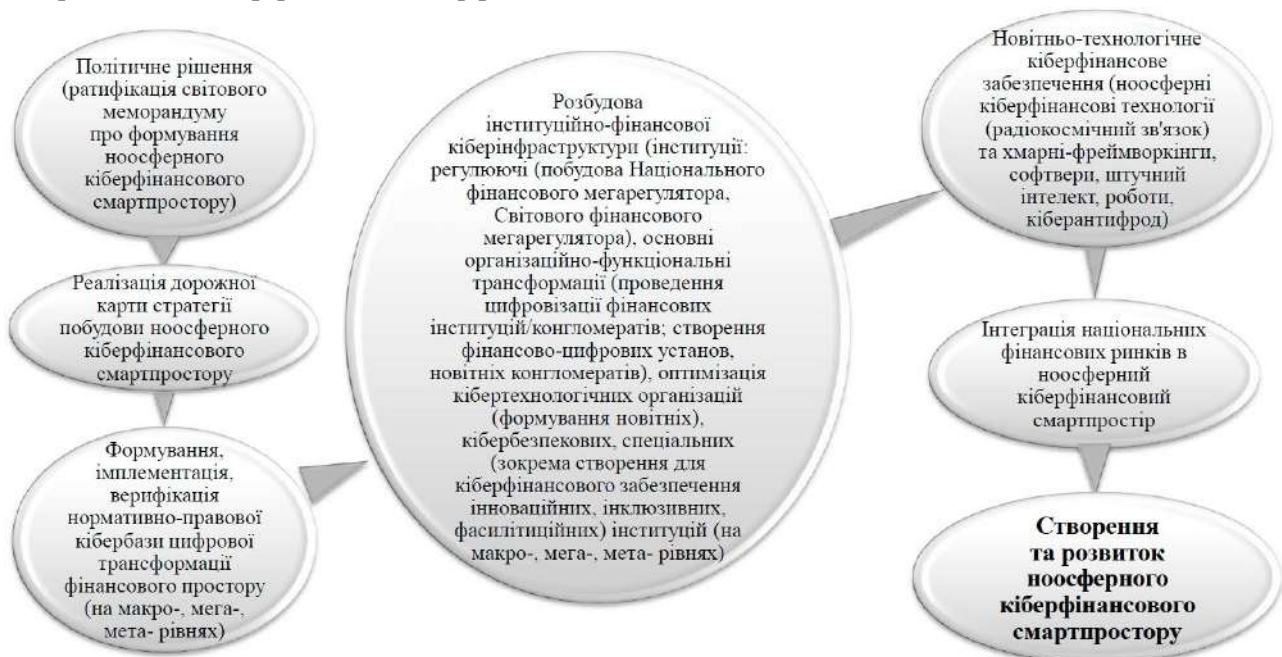 Політичне рішення
(ратифікація світового
меморандуму
про формування
ноосферного
кіберфінансового
смартпростору)
Реалізація дорожної
карти стратегії
побудови ноосферного
кіберфінансового
смартпростору
Формування,
імплементація,
верифікація
нормативно-правової
кібербази цифрової
трансформації
фінансового простору
(на макро-, мега-,
мета- рівнях)
Розбудова
інституційно-фінансової
кіберінфраструктури (інституції:
регулюючі (побудова Національного
фінансового мегарегулятора,
Світового фінансового
мегарегулятора), основні
організаційно-функціональні
трансформації (проведення
цифровізації фінансових
інституцій/конгломератів; створення
фінансово-цифрових установ,
новітніх конгломератів), оптимізація
кібертехнологічних організацій
(формування новітніх),
кібербезпекових, спеціальних
(зокрема створення для
кіберфінансового забезпечення
інноваційних, інклюзивних,
фасилітиційних) інституцій (на
макро-, мега-, мета- рівнях)
Новітньо-технологічне
кіберфінансове
забезпечення (ноосферні
кіберфінансові технології
(радіокосмічний зв'язок)
та хмарні-фреймворкінги,
софтвери, штучний
інтелект, роботи,
кіберантифрод)
Інтеграція національних
фінансових ринків в
ноосферний
кіберфінансовий
смартпростір
Створення
та розвиток
ноосферного
кіберфінансового
смартпростору